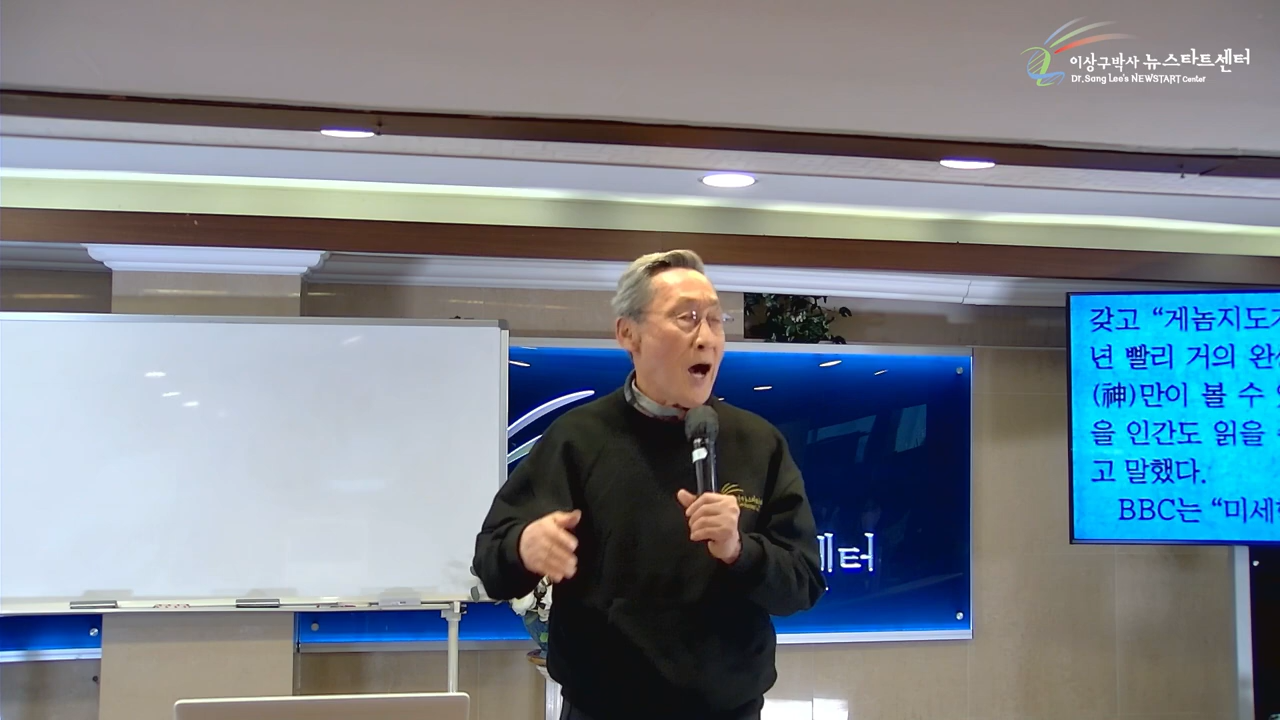 이상구박사 뉴스타트센터
Dr. Sang Lee's NEWSTART Center
갖고 “게놈지도가
년 빨리 거의 완
(神)만이 볼 수
을 인간도 읽을
고 말했다.
BBC는 “미세
센터